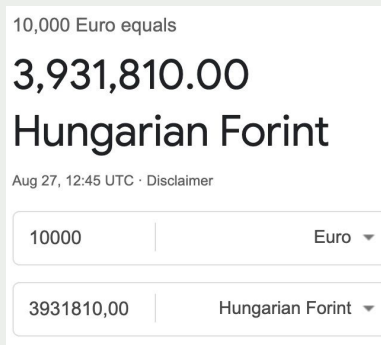 10,000 Euro equals
3,931,810.00
Hungarian Forint
Aug 27, 12:45 UTC · Disclaimer
10000 Euro
3931810,00 Hungarian Forint